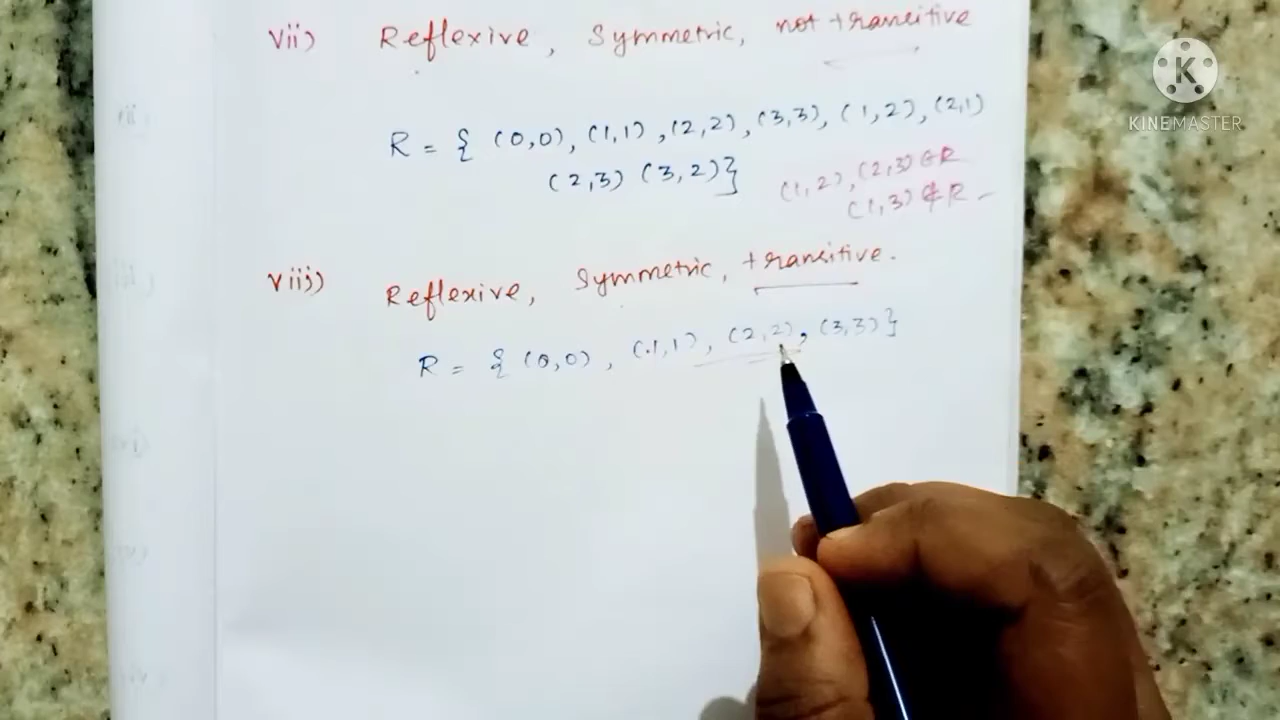 vii) Reflexive, Symmetric, not transitive
R = { (0,0), (1,1), (2,2), (3,3), (1,2), (2,1)
(2,3) (3,2) }
(1,2), (2,3) ∈ R
(1,3) ∉ R
viii) Reflexive, Symmetric, transitive.
R = { (0,0), (1,1), (2,2), (3,3) }
K
KINEMASTER